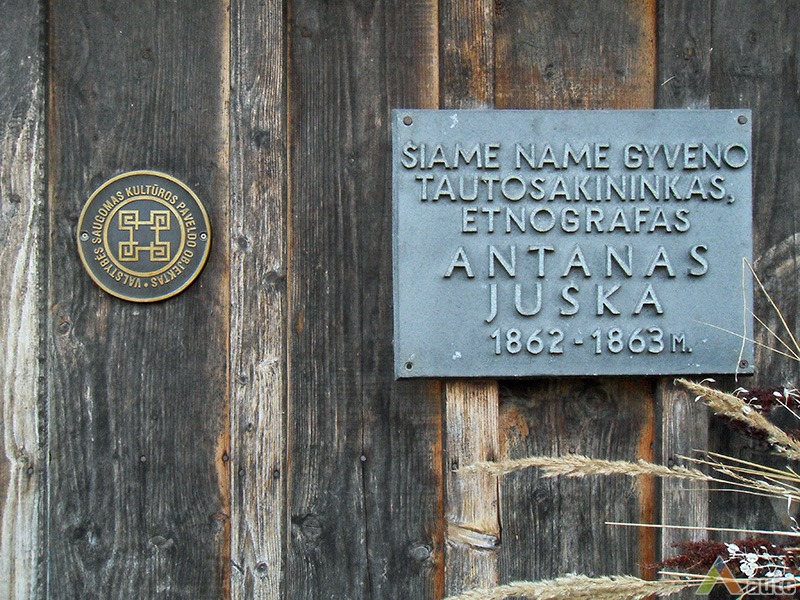 VALSTYBĖS SAUGOMAS KULTŪROS PAVELDO OBJEKTAS •
ŠIAME NAME GYVENO
TAUTOSAKININKAS,
ETNOGRAFAS
ANTANAS
JUŠKA
1862-1863 M.